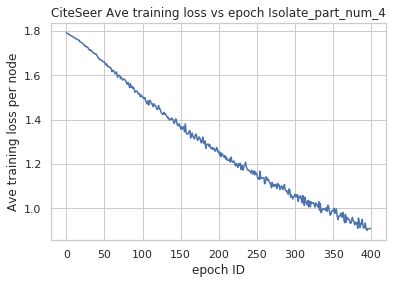 CiteSeer Ave training loss vs epoch Isolate_part_num_4
1.8
1.6
1.4
1.2
1.0
Ave training loss per node
0 50 100 150 200 250 300 350 400
epoch ID